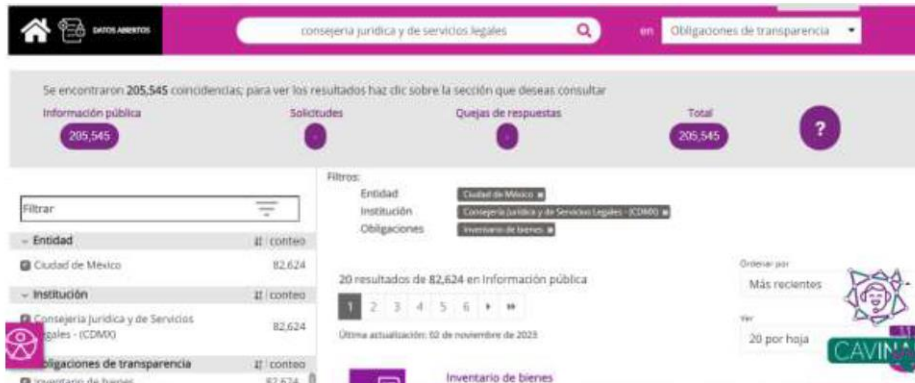 DATOS ABIERTOS
consejería jurídica y de servicios legales
en
Obligaciones de transparencia
Se encontraron 205,545 coincidencias; para ver los resultados haz clic sobre la sección que deseas consultar
Información pública Solicitudes Quejas de respuestas Total
205,545 - - 205,545 ?
Filtrar
Entidad conteo
Ciudad de México 82,624
Institución conteo
Consejería Jurídica y de Servicios 82,624
Legales - (CDMX)
Obligaciones de transparencia conteo
Inventario de bienes 82,624
Filtros:
Entidad Ciudad de México
Institución Consejería Jurídica y de Servicios Legales - (CDMX)
Obligaciones Inventario de bienes
20 resultados de 82,624 en Información pública
1 2 3 4 5 6
Última actualización: 02 de noviembre de 2023
Inventario de bienes
Ordenar por
Más recientes
Ver
20 por hoja
CAVINAI